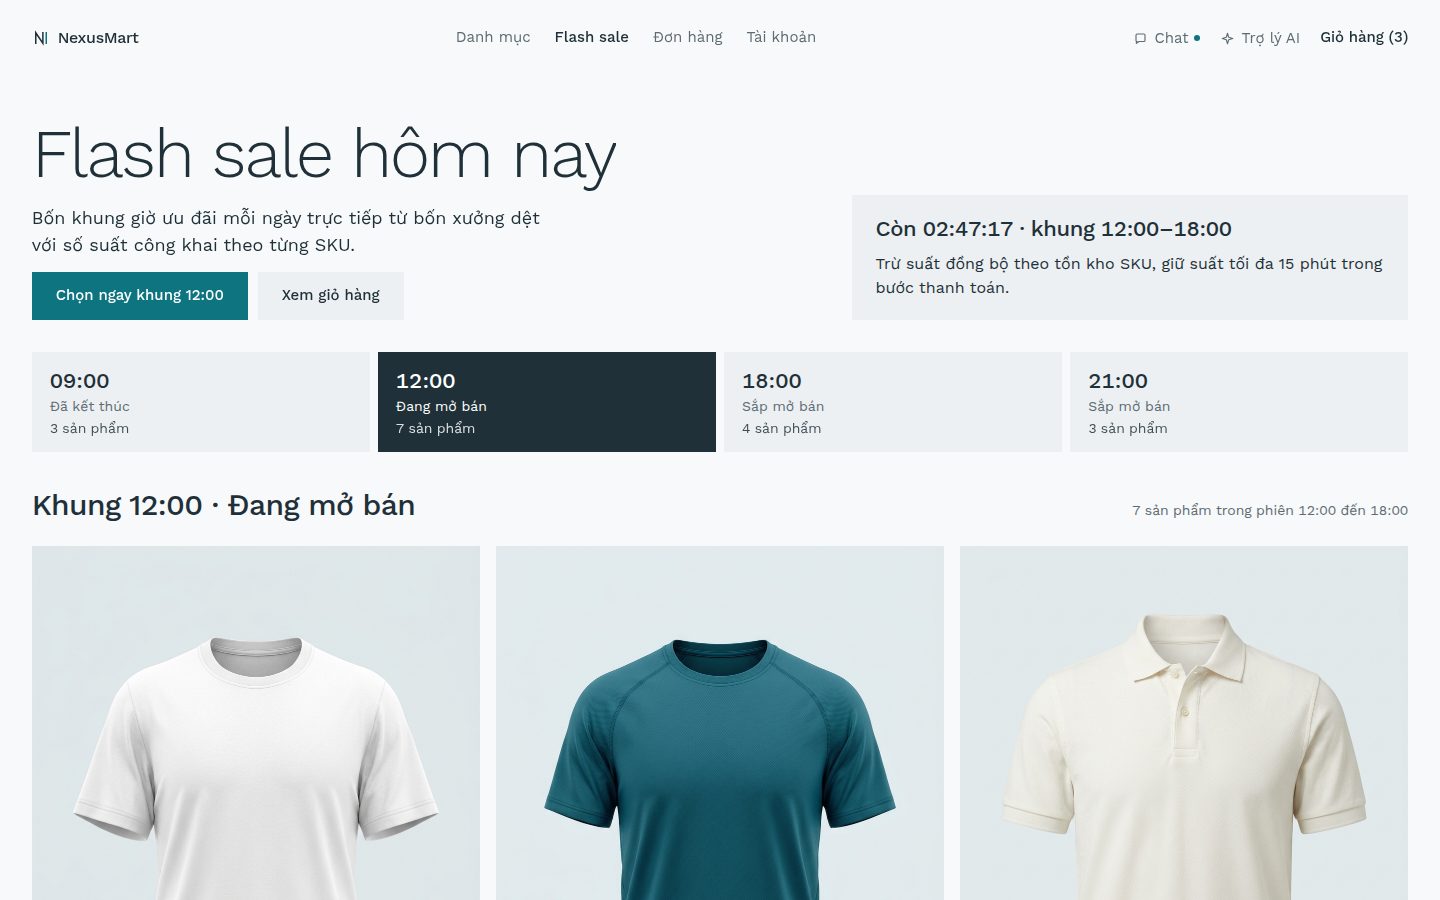 NexusMart
Danh mục
Flash sale
Đơn hàng
Tài khoản
Chat
Trợ lý AI
Giỏ hàng (3)
Flash sale hôm nay
Bốn khung giờ ưu đãi mỗi ngày trực tiếp từ bốn xưởng dệt
với số suất công khai theo từng SKU.
Chọn ngay khung 12:00
Xem giỏ hàng
Còn 02:47:17 · khung 12:00–18:00
Trừ suất đồng bộ theo tồn kho SKU, giữ suất tối đa 15 phút trong
bước thanh toán.
09:00
Đã kết thúc
3 sản phẩm
12:00
Đang mở bán
7 sản phẩm
18:00
Sắp mở bán
4 sản phẩm
21:00
Sắp mở bán
3 sản phẩm
Khung 12:00 · Đang mở bán
7 sản phẩm trong phiên 12:00 đến 18:00